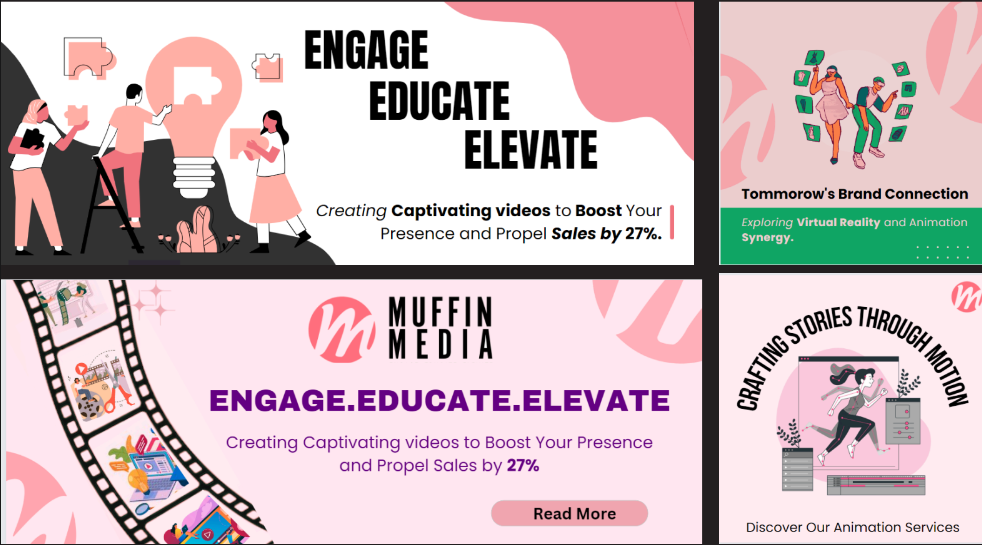 ENGAGE
EDUCATE
ELEVATE
Creating Captivating videos to Boost Your
Presence and Propel Sales by 27%.
Tommorow's Brand Connection
Exploring Virtual Reality and Animation
Synergy.
m MUFFIN
MEDIA
ENGAGE.EDUCATE.ELEVATE
Creating Captivating videos to Boost Your Presence
and Propel Sales by 27%
Read More
m
CRAFTING STORIES THROUGH MOTION
Discover Our Animation Services